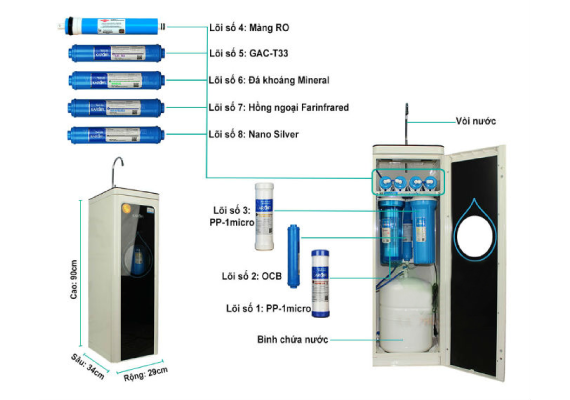 Lõi số 4: Màng RO
Lõi số 5: GAC-T33
Lõi số 6: Đá khoáng Mineral
Lõi số 7: Hồng ngoại Farinfrared
Lõi số 8: Nano Silver
Vòi nước
Lõi số 3:
PP-1micro
Lõi số 2: OCB
Lõi số 1: PP-1micro
Bình chứa nước
Cao: 90cm
Sâu: 34cm
Rộng: 29cm